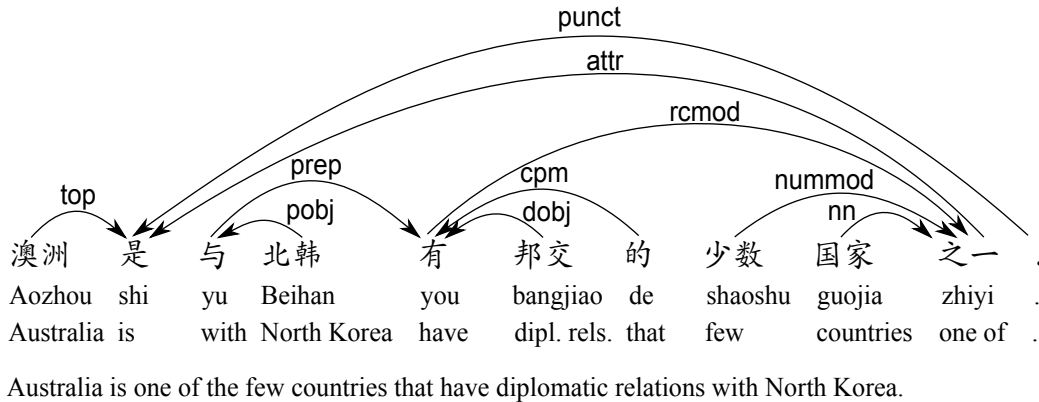 punct
attr
rcmod
prep cpm nummod
top pobj dobj nn
澳洲 是 与 北韩 有 邦交 的 少数 国家 之一 .
Aozhou shi yu Beihan you bangjiao de shaoshu guojia zhiyi .
Australia is with North Korea have dipl. rels. that few countries one of .
Australia is one of the few countries that have diplomatic relations with North Korea.